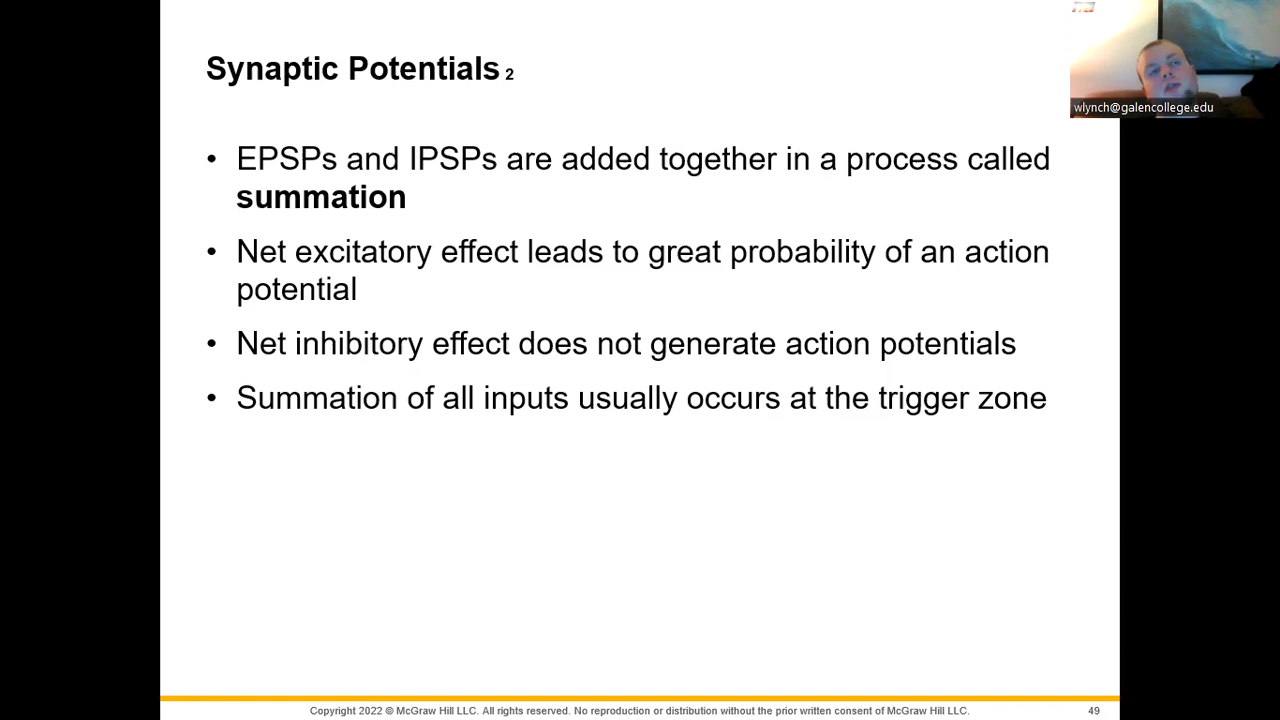 Synaptic Potentials 2
wlynch@galencollege.edu
• EPSPs and IPSPs are added together in a process called
summation
• Net excitatory effect leads to great probability of an action
potential
• Net inhibitory effect does not generate action potentials
• Summation of all inputs usually occurs at the trigger zone
Copyright 2022 © McGraw Hill LLC. All rights reserved. No reproduction or distribution without the prior written consent of McGraw Hill LLC.
49